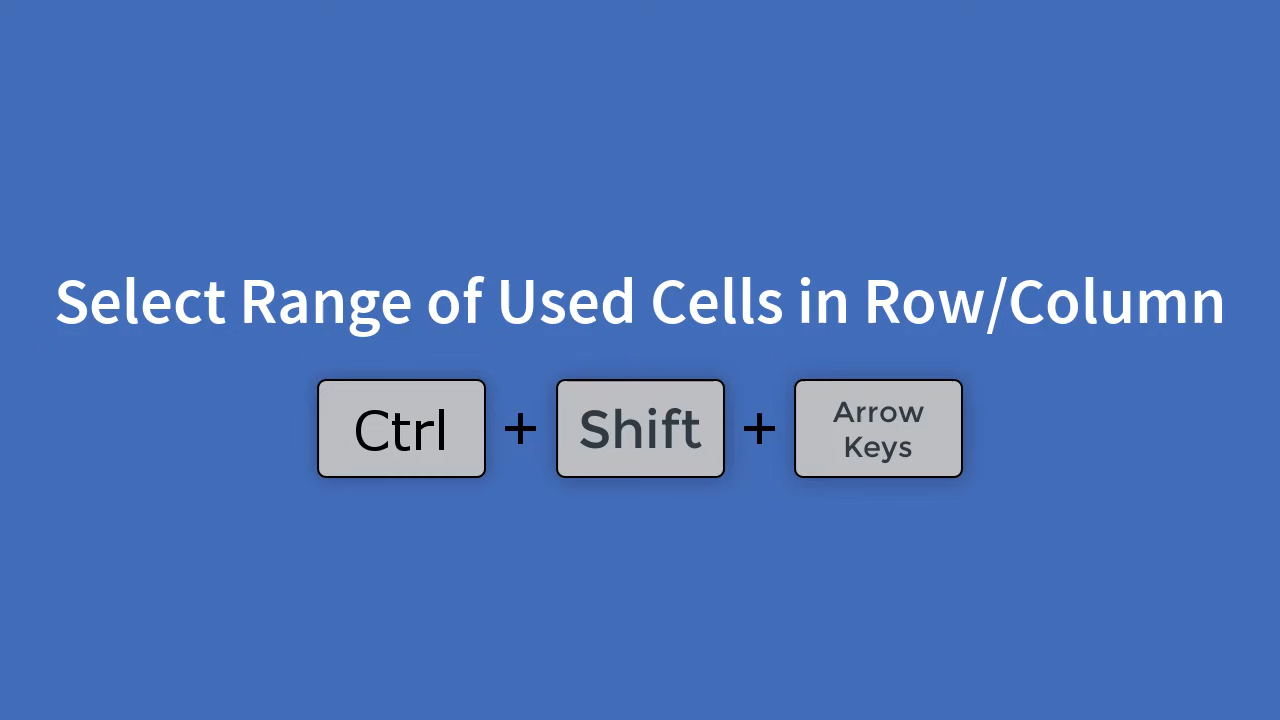 Select Range of Used Cells in Row/Column
Ctrl + Shift + Arrow Keys